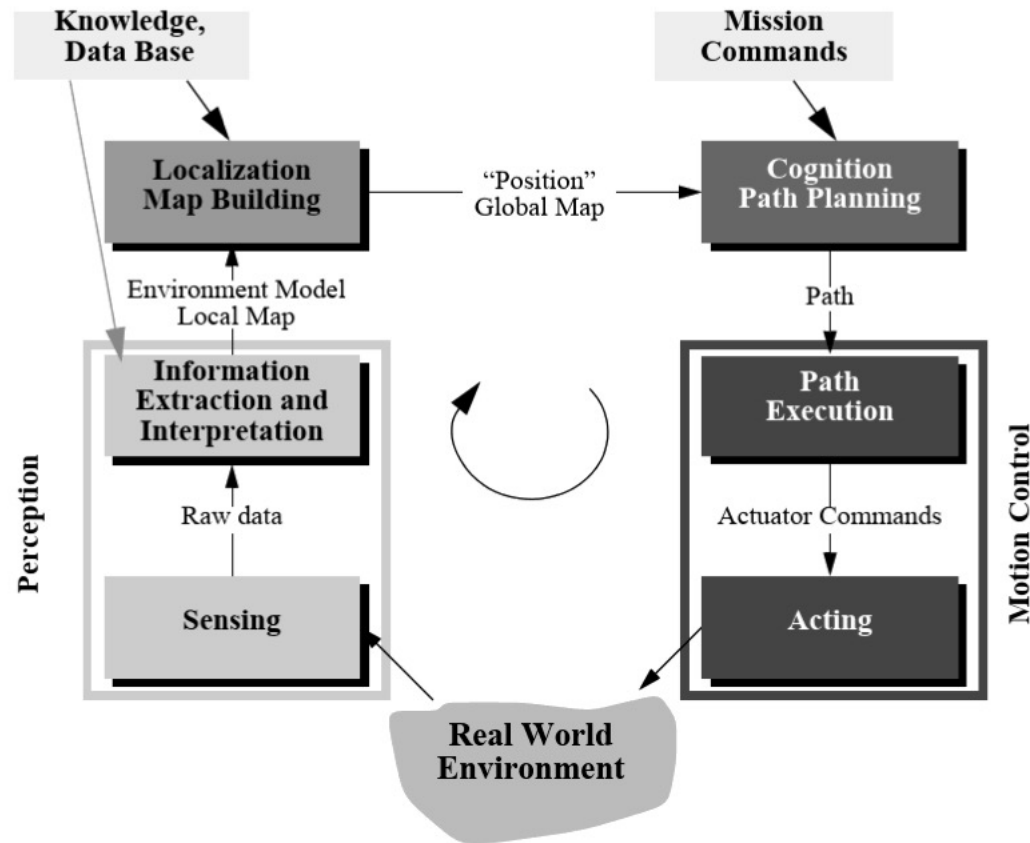 Knowledge,
Data Base
Mission
Commands
Localization
Map Building
“Position”
Global Map
Cognition
Path Planning
Environment Model
Local Map
Path
Information
Extraction and
Interpretation
Path
Execution
Perception
Motion Control
Raw data
Actuator Commands
Sensing
Acting
Real World
Environment